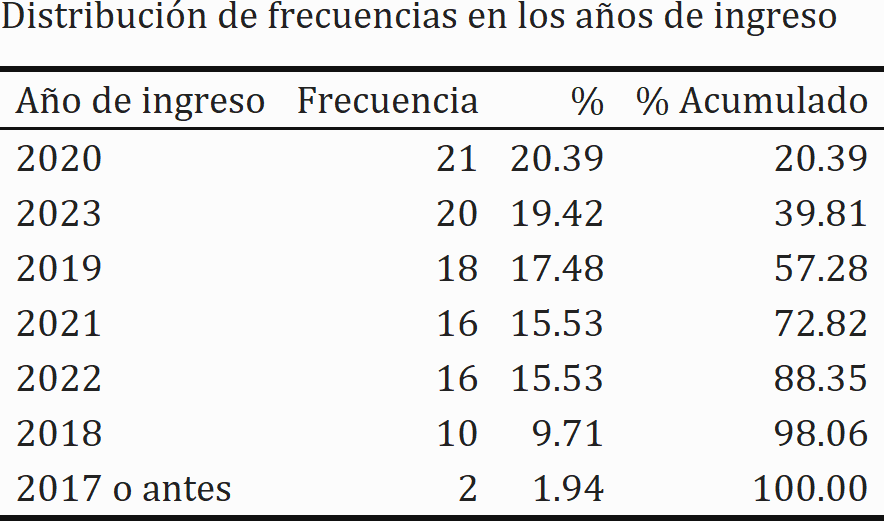 Distribución de frecuencias en los años de ingreso
Año de ingreso Frecuencia % % Acumulado
2020 21 20.39 20.39
2023 20 19.42 39.81
2019 18 17.48 57.28
2021 16 15.53 72.82
2022 16 15.53 88.35
2018 10 9.71 98.06
2017 o antes 2 1.94 100.00